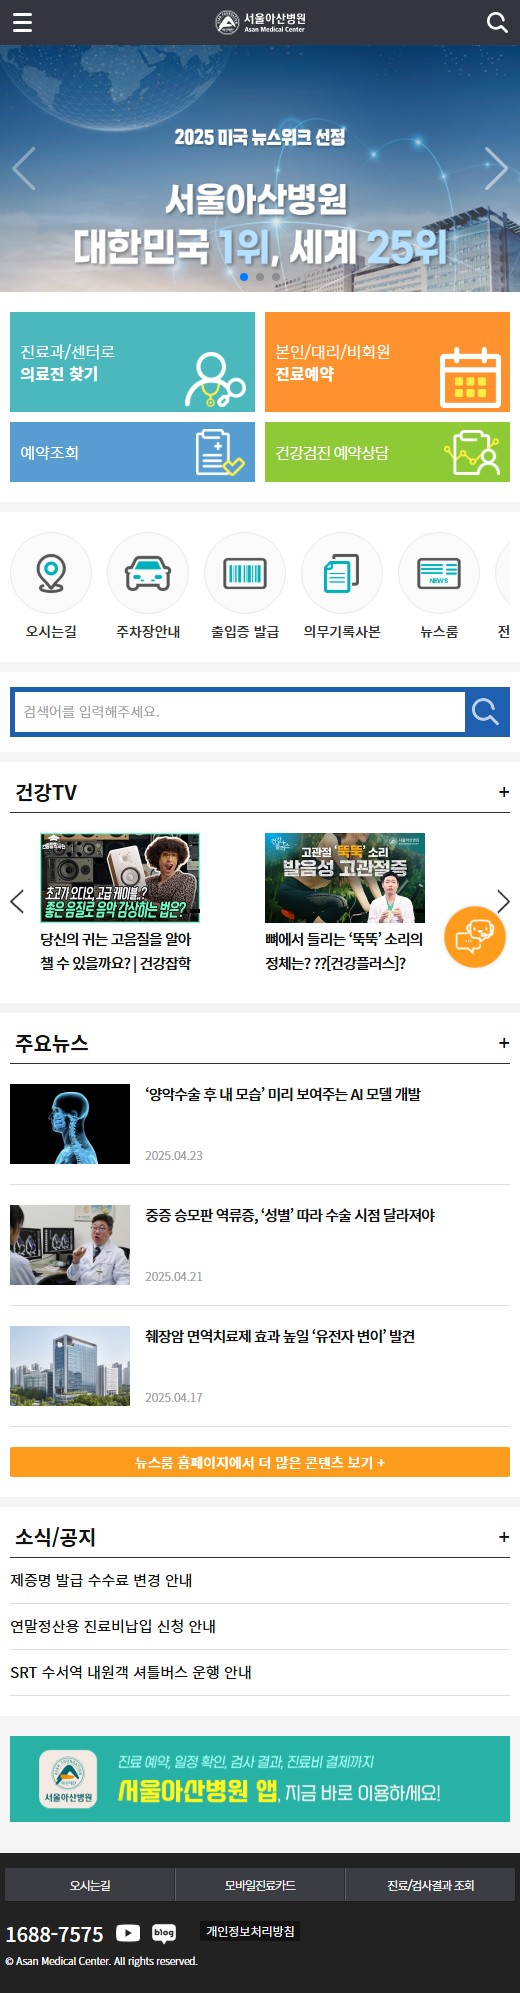 서울아산병원
Asan Medical Center
2025 미국 뉴스위크 선정
서울아산병원
대한민국 1위, 세계 25위
진료과/센터로
의료진 찾기
본인/대리/비회원
진료예약
예약조회
건강검진 예약상담
NEWS
오시는길
주차장안내
출입증 발급
의무기록사본
뉴스룸
전
검색어를 입력해주세요.
건강TV
+
초고가 오디오, 고급 케이블..?
좋은 음질로 음악 감상하는 법은?
고관절 '뚝뚝' 소리
발음성 고관절증
당신의 귀는 고음질을 알아
챌 수 있을까요? | 건강잡학
뼈에서 들리는 ‘뚝뚝’ 소리의
정체는? ??[건강플러스]?
주요뉴스
+
‘양악수술 후 내 모습’ 미리 보여주는 AI 모델 개발
2025.04.23
중증 승모판 역류증, ‘성별’ 따라 수술 시점 달라져야
2025.04.21
췌장암 면역치료제 효과 높일 ‘유전자 변이’ 발견
2025.04.17
뉴스룸 홈페이지에서 더 많은 콘텐츠 보기 +
소식/공지
+
제증명 발급 수수료 변경 안내
연말정산용 진료비납입 신청 안내
SRT 수서역 내원객 셔틀버스 운행 안내
서울아산병원
진료 예약, 일정 확인, 검사 결과, 진료비 결제까지
서울아산병원 앱, 지금 바로 이용하세요!
오시는길
모바일진료카드
진료/검사결과 조회
1688-7575
blog
개인정보처리방침
© Asan Medical Center. All rights reserved.